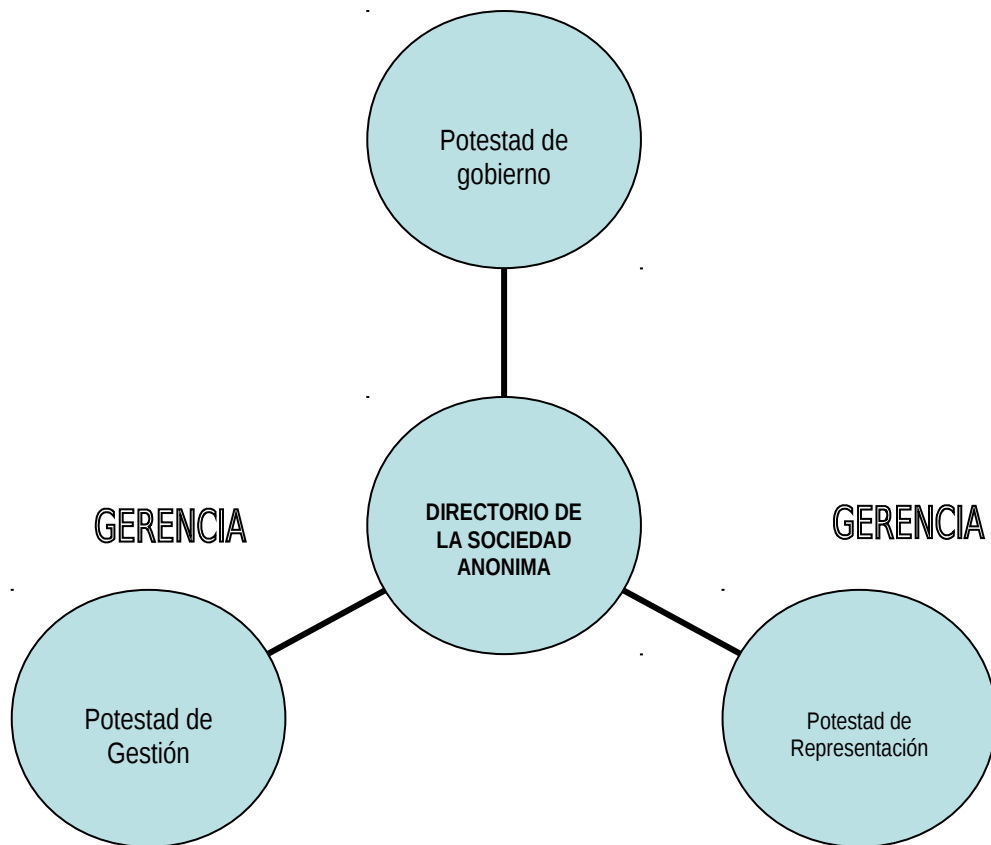 Potestad de
gobierno
DIRECTORIO DE
LA SOCIEDAD
ANONIMA
GERENCIA
GERENCIA
Potestad de
Gestión
Potestad de
Representación